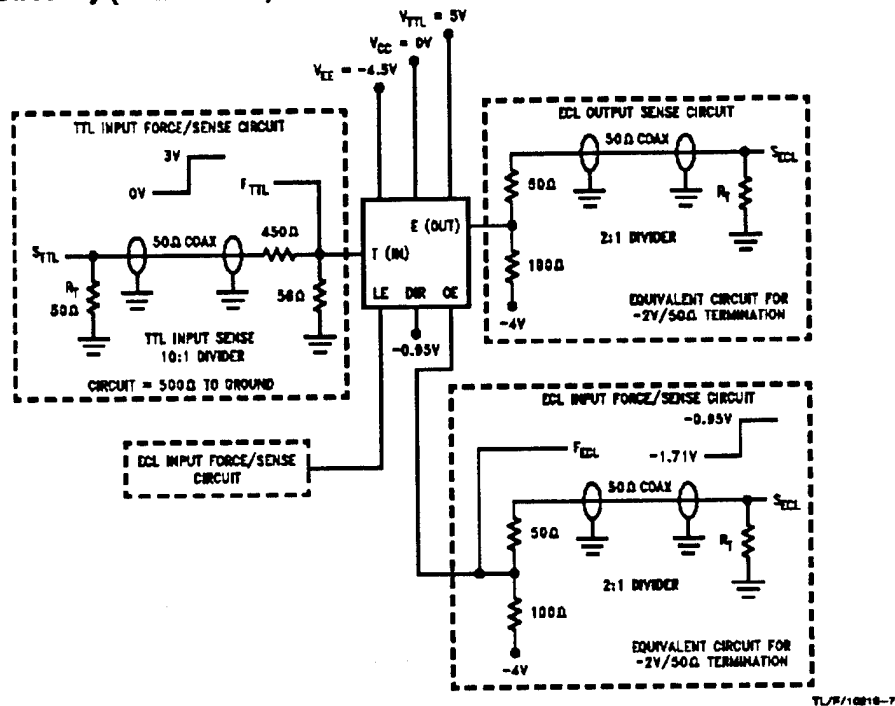 V_TTL = 5V
V_CC = 0V
V_EE = -4.5V
TTL INPUT FORCE/SENSE CIRCUIT
3V
0V
F_TTL
450Ω
50Ω COAX
S_TTL
R_T
50Ω
TTL INPUT SENSE
10:1 DIVIDER
CIRCUIT = 500Ω TO GROUND
E (OUT)
T (IN)
LE DIR OE
-0.95V
ECL OUTPUT SENSE CIRCUIT
50Ω COAX
S_ECL
50Ω
R_T
2:1 DIVIDER
100Ω
-4V
EQUIVALENT CIRCUIT FOR
-2V/50Ω TERMINATION
ECL INPUT FORCE/SENSE
CIRCUIT
ECL INPUT FORCE/SENSE CIRCUIT
-0.95V
F_ECL
-1.71V
50Ω COAX
S_ECL
50Ω
R_T
2:1 DIVIDER
100Ω
-4V
EQUIVALENT CIRCUIT FOR
-2V/50Ω TERMINATION